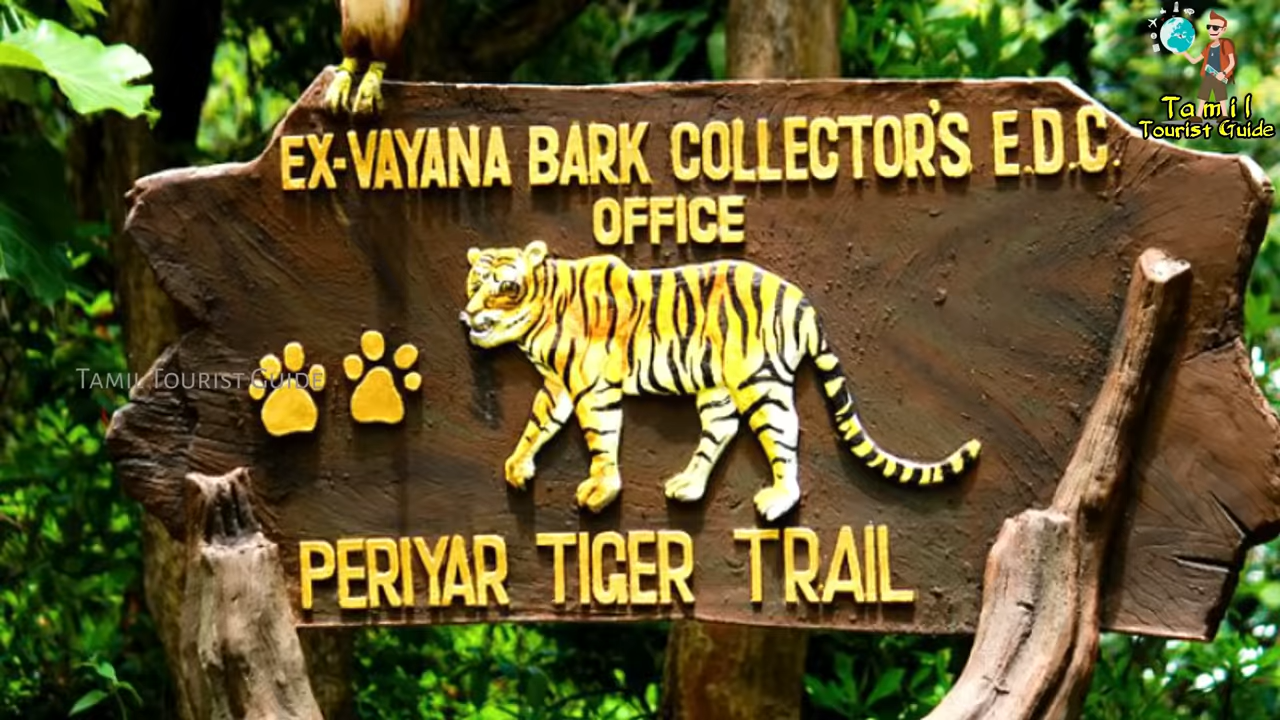 Tamil
Tourist Guide
EX-VAYANA BARK COLLECTOR'S E.D.C.
OFFICE
TAMIL TOURIST GUIDE
PERIYAR TIGER TRAIL